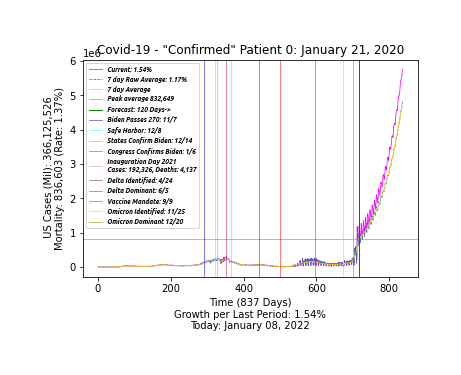 Covid-19 - "Confirmed" Patient 0: January 21, 2020
1e6
6
5
4
3
2
1
0
US Cases (Mil): 366,125,526
Mortality: 836,603 (Rate: 1.37%)
Current: 1.54%
7 day Raw Average: 1.17%
7 day Average
Peak average 832,649
Forecast: 120 Days->
Biden Passes 270: 11/7
Safe Harbor: 12/8
States Confirm Biden: 12/14
Congress Confirms Biden: 1/6
Inauguration Day 2021
Cases: 192,326, Deaths: 4,137
Delta Identified: 4/24
Delta Dominant: 6/5
Vaccine Mandate: 9/9
Omicron Identified: 11/25
Omicron Dominant 12/20
0 200 400 600 800
Time (837 Days)
Growth per Last Period: 1.54%
Today: January 08, 2022